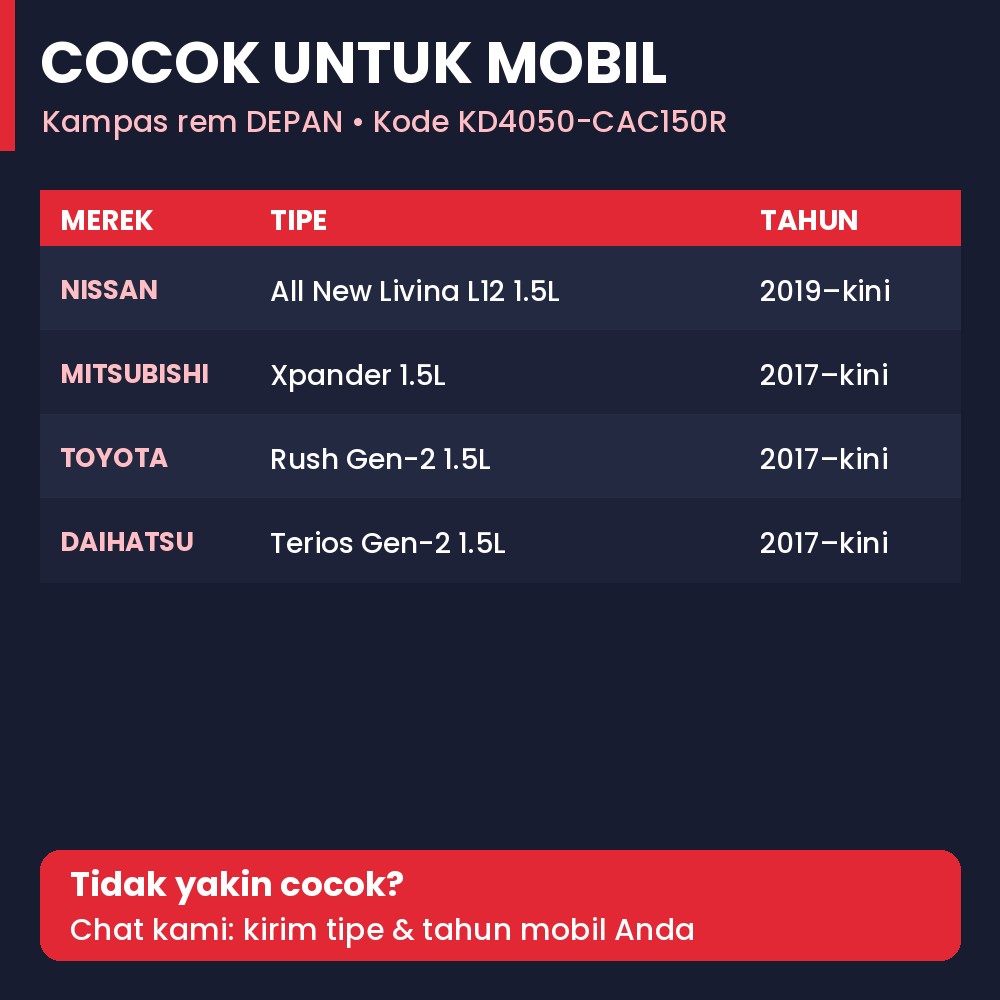 COCOK UNTUK MOBIL
Kampas rem DEPAN • Kode KD4050-CAC150R
MEREK TIPE TAHUN
NISSAN All New Livina L12 1.5L 2019–kini
MITSUBISHI Xpander 1.5L 2017–kini
TOYOTA Rush Gen-2 1.5L 2017–kini
DAIHATSU Terios Gen-2 1.5L 2017–kini
Tidak yakin cocok?
Chat kami: kirim tipe & tahun mobil Anda